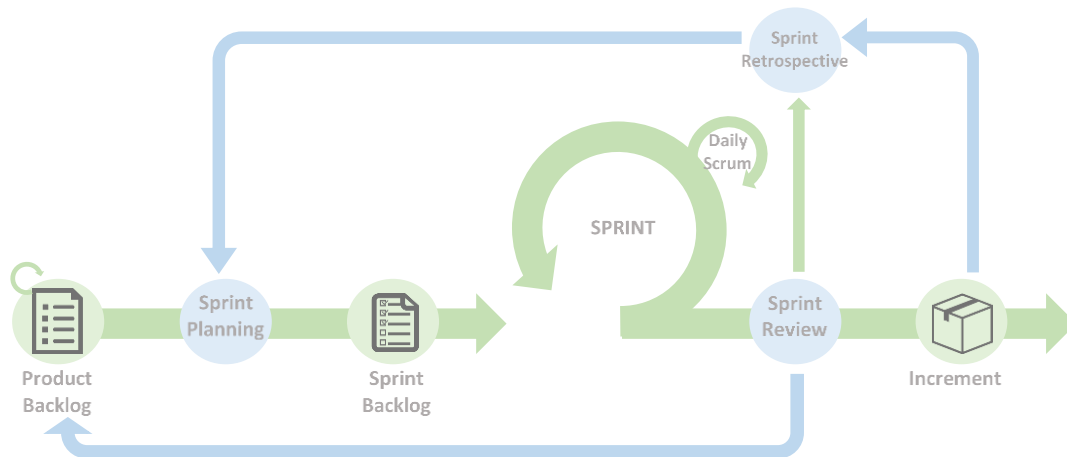 Sprint
Retrospective
Daily
Scrum
SPRINT
Sprint
Planning
Sprint
Review
Product
Backlog
Sprint
Backlog
Increment